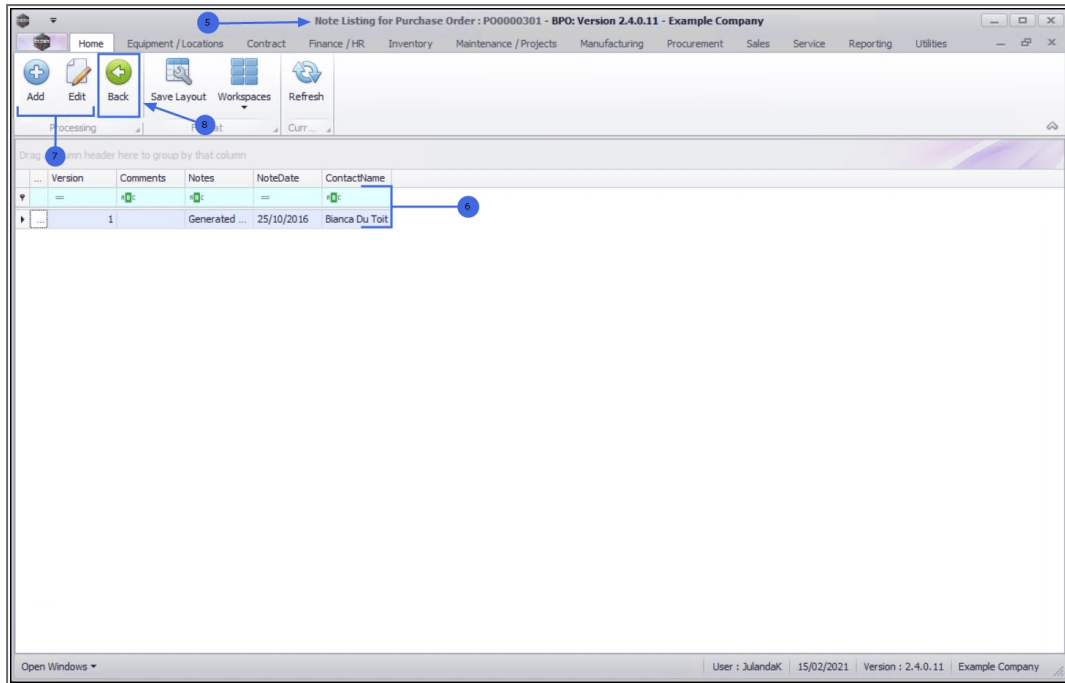 5
Note Listing for Purchase Order : PO0000301 - BPO: Version 2.4.0.11 - Example Company
Home Equipment / Locations Contract Finance / HR Inventory Maintenance / Projects Manufacturing Procurement Sales Service Reporting Utilities
Add Edit Back Save Layout Workspaces Refresh
8
Processing Curr...
7
Drag column header here to group by that column
... Version Comments Notes NoteDate ContactName
= ABC ABC = ABC
6
... 1 Generated ... 25/10/2016 Bianca Du Toit
Open Windows User : JulandaK 15/02/2021 Version : 2.4.0.11 Example Company